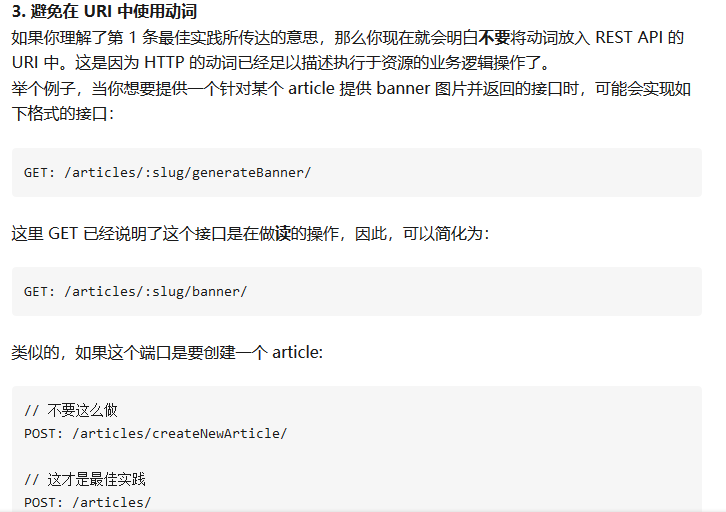 3. 避免在 URI 中使用动词
如果你理解了第 1 条最佳实践所传达的意思，那么你现在就会明白不要将动词放入 REST API 的
URI 中。这是因为 HTTP 的动词已经足以描述执行于资源的业务逻辑操作了。
举个例子，当你想要提供一个针对某个 article 提供 banner 图片并返回的接口时，可能会实现如
下格式的接口：
GET: /articles/:slug/generateBanner/
这里 GET 已经说明了这个接口是在做读的操作，因此，可以简化为：
GET: /articles/:slug/banner/
类似的，如果这个端口是要创建一个 article:
// 不要这么做
POST: /articles/createNewArticle/
// 这才是最佳实践
POST: /articles/